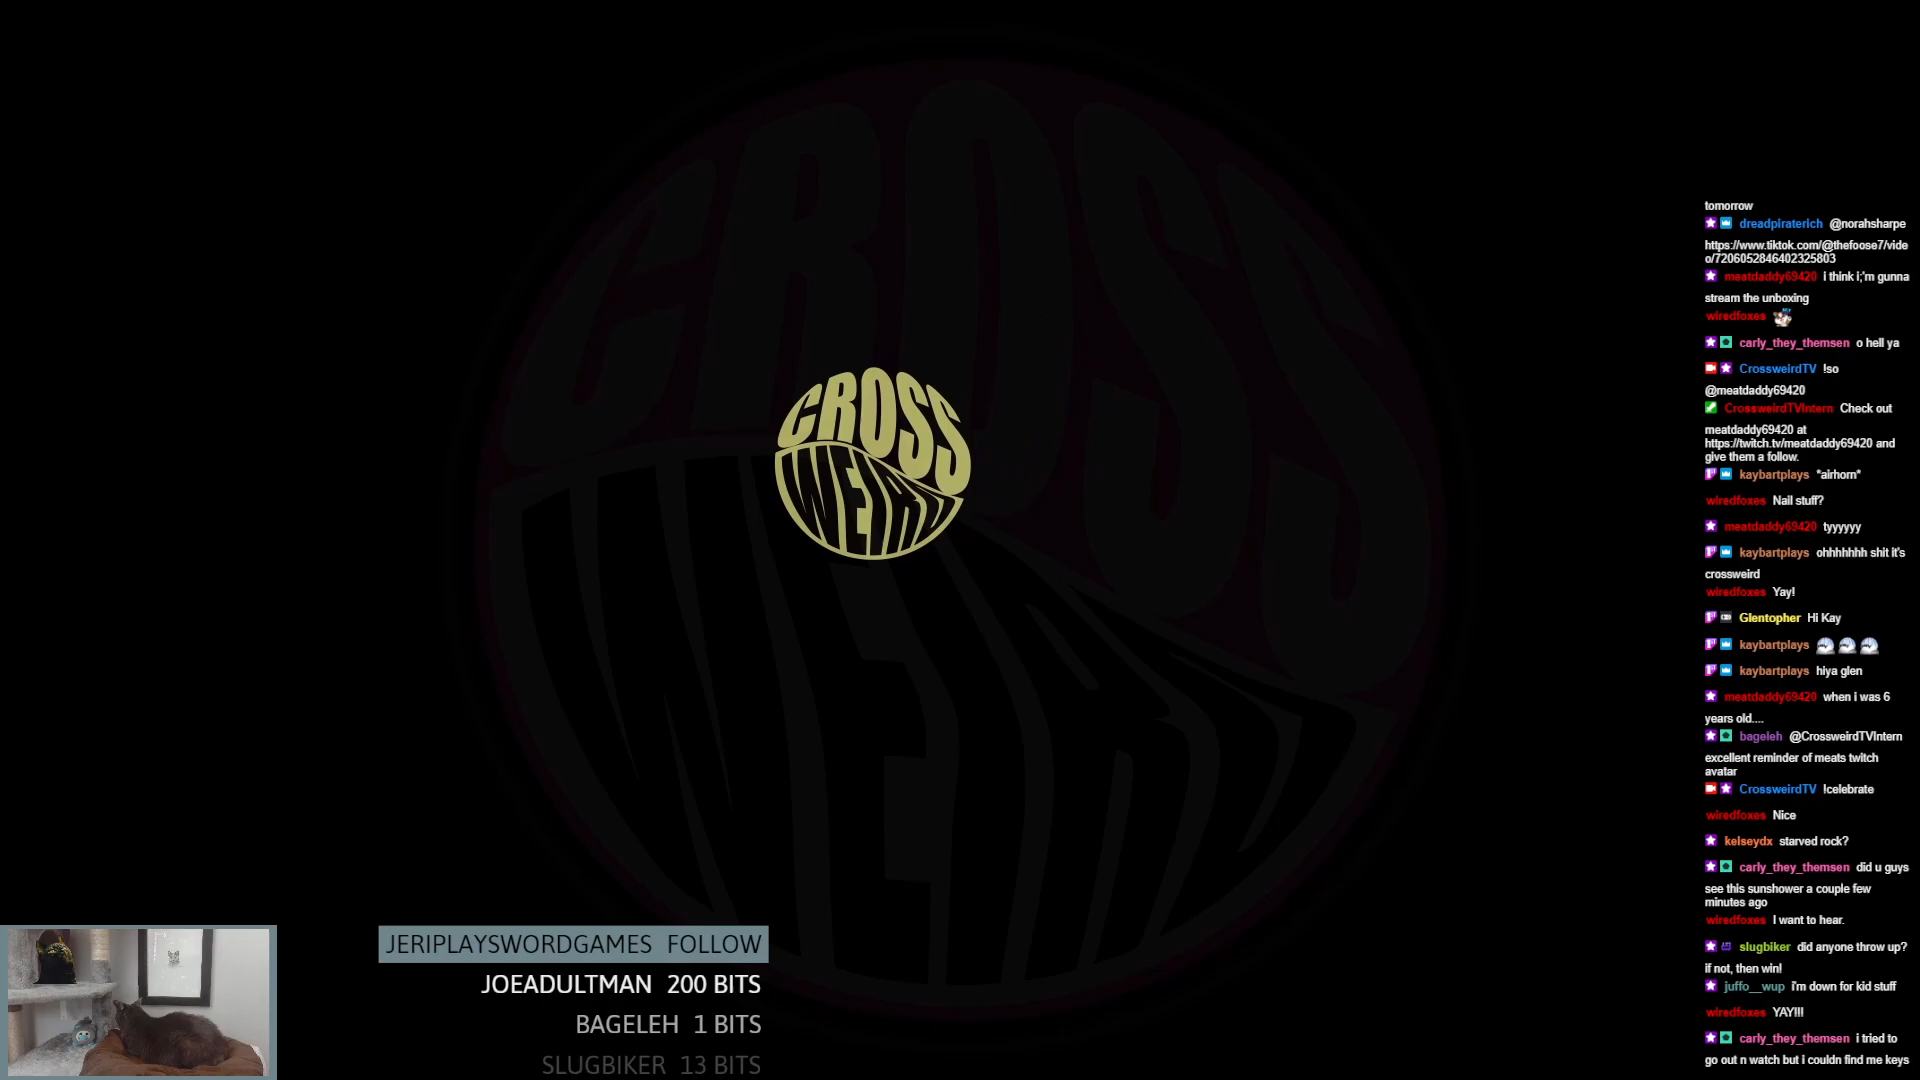 CROSS
WEIRD
CROSS
WEIRD
tomorrow
dreadpiraterich @norahsharpe
https://www.tiktok.com/@thefoose7/vide
o/7206052846402325803
meatdaddy69420 i think i;'m gunna
stream the unboxing
wiredfoxes
carly_they_themsen o hell ya
CrossweirdTV !so
@meatdaddy69420
CrossweirdTVIntern Check out
meatdaddy69420 at
https://twitch.tv/meatdaddy69420 and
give them a follow.
kaybartplays *airhorn*
wiredfoxes Nail stuff?
meatdaddy69420 tyyyyyy
kaybartplays ohhhhhhh shit it's
crossweird
wiredfoxes Yay!
Glentopher Hi Kay
kaybartplays
kaybartplays hiya glen
meatdaddy69420 when i was 6
years old....
bageleh @CrossweirdTVIntern
excellent reminder of meats twitch
avatar
CrossweirdTV !celebrate
wiredfoxes Nice
kelseydx starved rock?
carly_they_themsen did u guys
see this sunshower a couple few
minutes ago
wiredfoxes I want to hear.
slugbiker did anyone throw up?
if not, then win!
juffo__wup i'm down for kid stuff
wiredfoxes YAY!!!
carly_they_themsen i tried to
go out n watch but i couldn find me keys
JERIPLAYSWORDGAMES FOLLOW
JOEADULTMAN 200 BITS
BAGELEH 1 BITS
SLUGBIKER 13 BITS